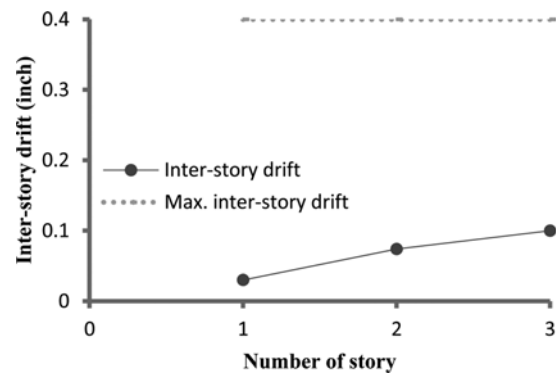 0.4
0.3
0.2
0.1
0
Inter-story drift (inch)
Inter-story drift
Max. inter-story drift
0 1 2 3
Number of story